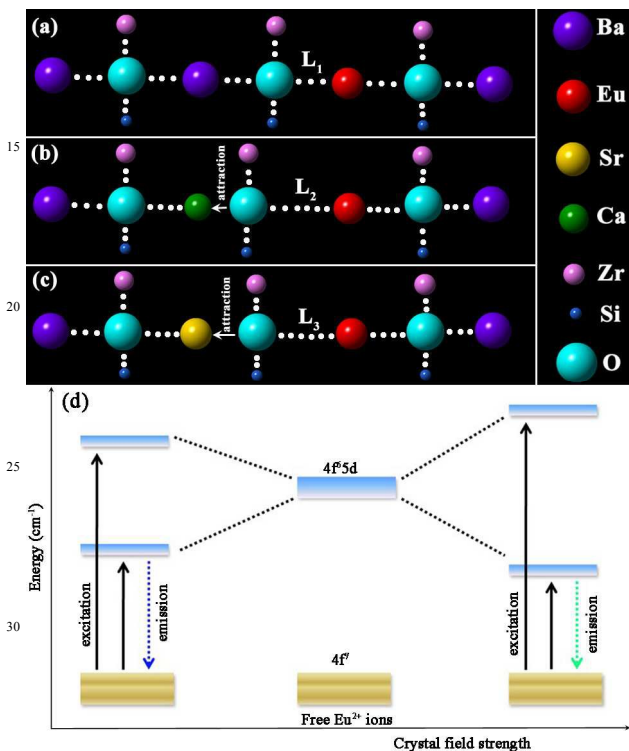 (a)
L1
Ba
Eu
15
(b)
attraction
L2
Sr
Ca
Zr
20
(c)
attraction
L3
Si
O
(d)
25
4f⁶5d
Energy (cm⁻¹)
excitation
emission
excitation
emission
30
4f⁷
Free Eu²⁺ ions
Crystal field strength